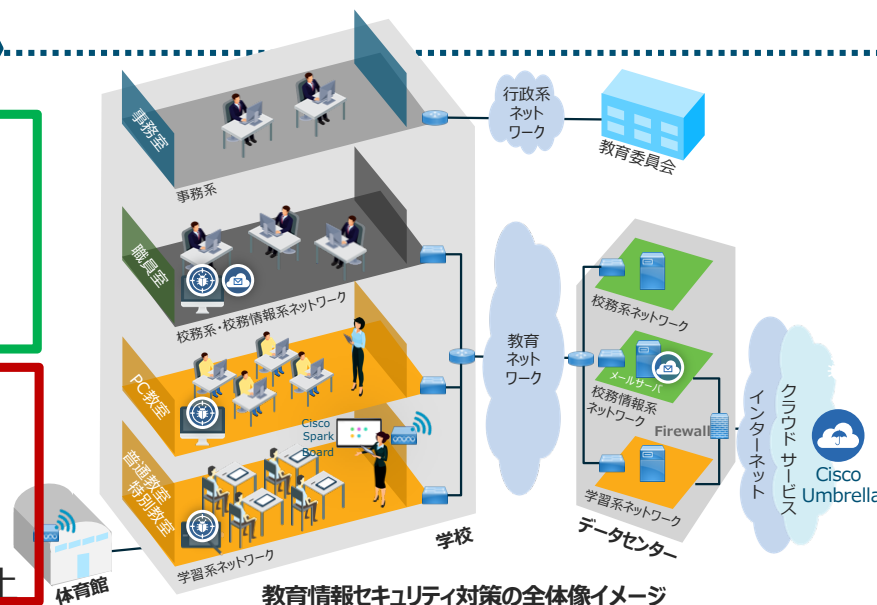 事務室
事務系
行政系
ネット
ワーク
教育委員会
職員室
校務系・校務情報系ネットワーク
PC教室
Cisco
Spark
Board
普通教室
特別教室
学習系ネットワーク
体育館
学校
教育
ネット
ワーク
校務系ネットワーク
メールサーバ
校務情報系
ネットワーク
Firewall
学習系ネットワーク
データセンター
インターネット
クラウド サービス
Cisco
Umbrella
教育情報セキュリティ対策の全体像イメージ